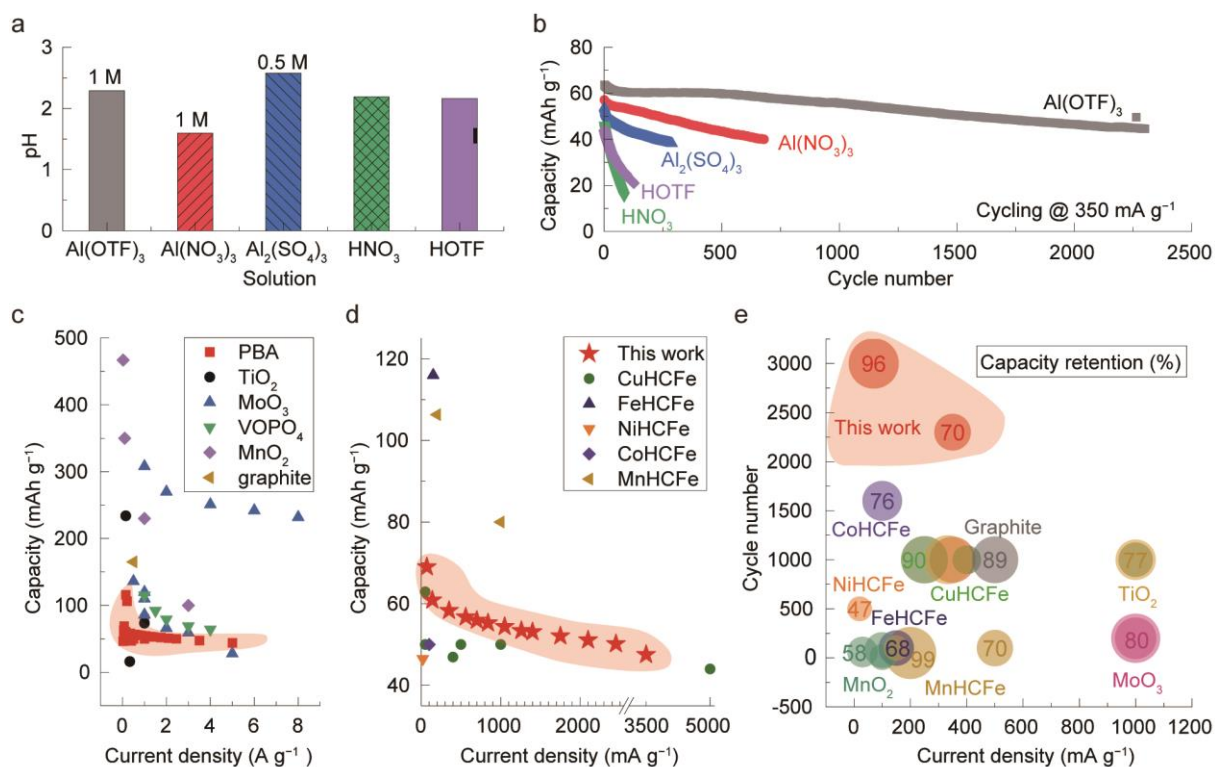 a
3
2
1
0
pH
1 M
1 M
0.5 M
Al(OTF)₃
Al(NO₃)₃
Al₂(SO₄)₃
HNO₃
HOTF
Solution
b
80
60
40
20
0
Capacity (mAh g⁻¹)
Al(OTF)₃
Al(NO₃)₃
Al₂(SO₄)₃
HOTF
HNO₃
Cycling @ 350 mA g⁻¹
0
500
1000
1500
2000
2500
Cycle number
c
500
400
300
200
100
0
Capacity (mAh g⁻¹)
PBA
TiO₂
MoO₃
VOPO₄
MnO₂
graphite
0
2
4
6
8
Current density (A g⁻¹)
d
120
100
80
60
40
Capacity (mAh g⁻¹)
This work
CuHCFe
FeHCFe
NiHCFe
CoHCFe
MnHCFe
0
1000
2000
3500
5000
Current density (mA g⁻¹)
e
3000
2500
2000
1500
1000
500
0
-500
Cycle number
Capacity retention (%)
96
This work
70
76
CoHCFe
Graphite
90
89
77
NiHCFe
CuHCFe
TiO₂
47
FeHCFe
58
68
99
70
80
MnO₂
MnHCFe
MoO₃
0
200
400
600
800
1000
1200
Current density (mA g⁻¹)